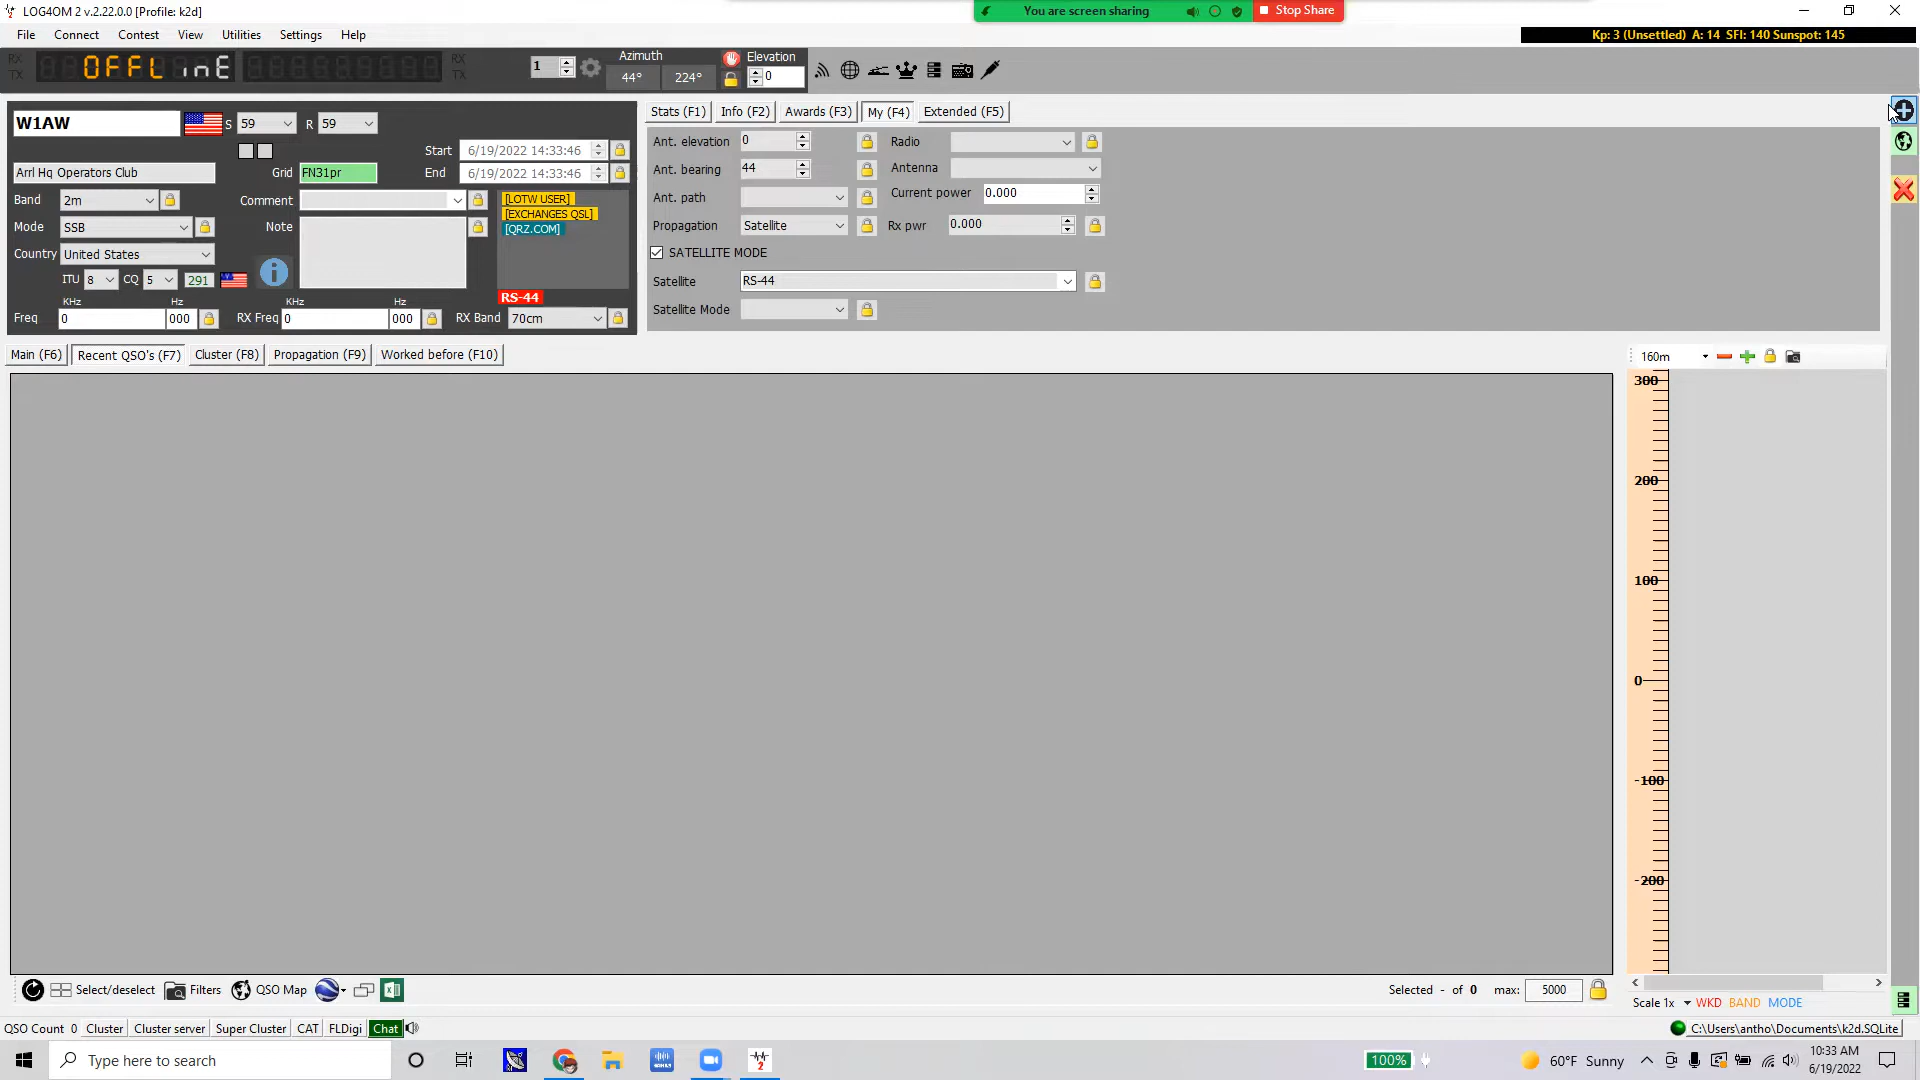 LOG4OM 2 v.2.22.0.0 [Profile: k2d]
You are screen sharing
Stop Share
File Connect Contest View Utilities Settings Help
Kp: 3 (Unsettled) A: 14 SFI: 140 Sunspot: 145
RX TX OFFLinE RX TX 1 Azimuth 44° 224° Elevation 0
W1AW S 59 R 59
Start 6/19/2022 14:33:46
Arrl Hq Operators Club Grid FN31pr End 6/19/2022 14:33:46
Band 2m Comment [LOTW USER]
[EXCHANGES QSL]
Mode SSB Note [QRZ.COM]
Country United States
ITU 8 CQ 5 291
RS-44
KHz Hz KHz Hz
Freq 0 000 RX Freq 0 000 RX Band 70cm
Stats (F1) Info (F2) Awards (F3) My (F4) Extended (F5)
Ant. elevation 0 Radio
Ant. bearing 44 Antenna
Ant. path Current power 0.000
Propagation Satellite Rx pwr 0.000
SATELLITE MODE
Satellite RS-44
Satellite Mode
Main (F6) Recent QSO's (F7) Cluster (F8) Propagation (F9) Worked before (F10)
160m
300
200
100
0
-100
-200
Select/deselect Filters QSO Map Selected - of 0 max: 5000
Scale 1x WKD BAND MODE
QSO Count 0 Cluster Cluster server Super Cluster CAT FLDigi Chat C:\Users\antho\Documents\k2d.SQLite
Type here to search 2 100% 60°F Sunny 10:33 AM
6/19/2022